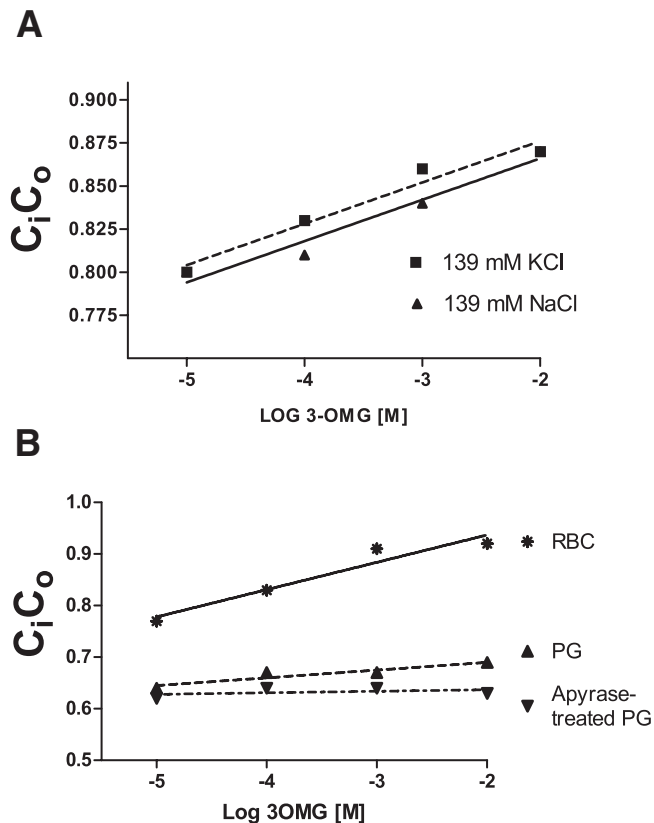 A
0.900
0.875
0.850
0.825
0.800
0.775
CiCo
139 mM KCl
139 mM NaCl
-5 -4 -3 -2
LOG 3-OMG [M]
B
1.0
0.9
0.8
0.7
0.6
0.5
CiCo
RBC
PG
Apyrase-
treated PG
-5 -4 -3 -2
Log 3OMG [M]